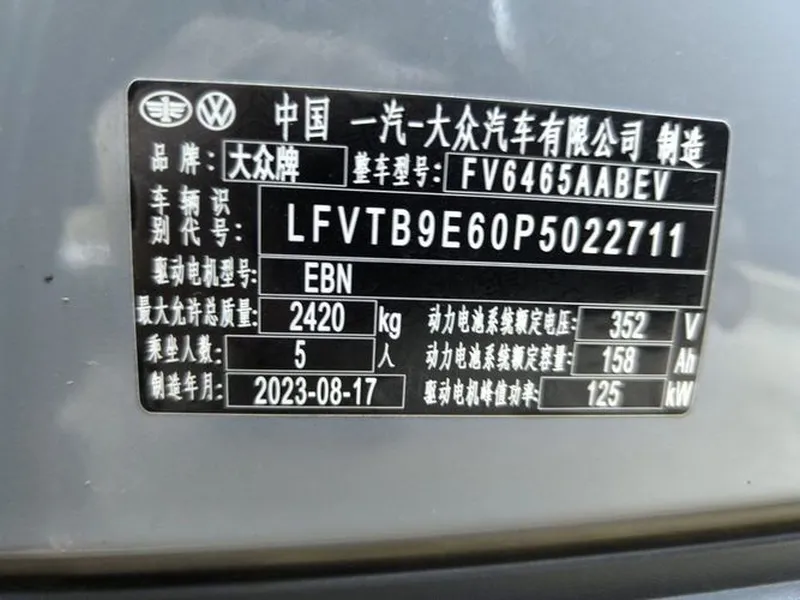 中国 一汽-大众汽车有限公司 制造
品牌: 大众牌 整车型号: FV6465AABEV
车辆识别代号: LFVTB9E60P5022711
驱动电机型号: EBN
最大允许总质量: 2420 kg 动力电池系统额定电压: 352 V
乘坐人数: 5 人 动力电池系统额定容量: 158 Ah
制造年月: 2023-08-17 驱动电机峰值功率: 125 kW